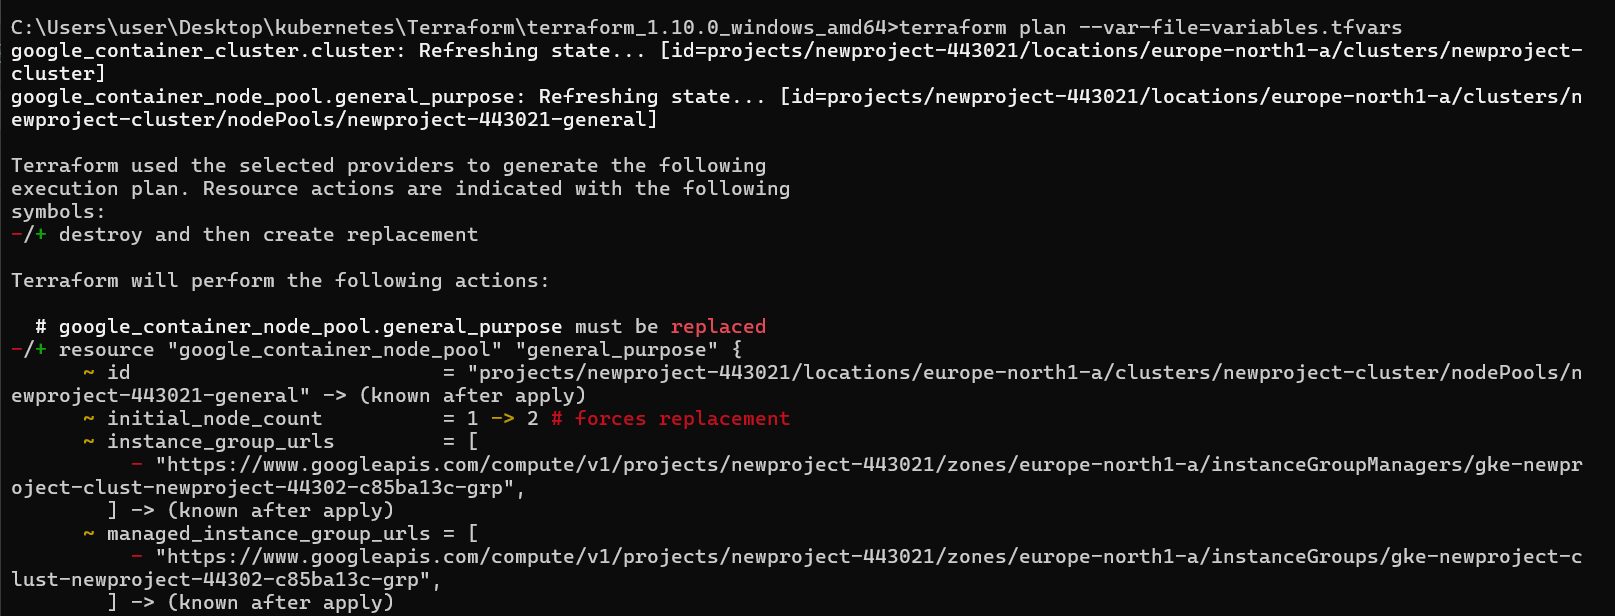 C:\Users\user\Desktop\kubernetes\Terraform\terraform_1.10.0_windows_amd64>terraform plan --var-file=variables.tfvars
google_container_cluster.cluster: Refreshing state... [id=projects/newproject-443021/locations/europe-north1-a/clusters/newproject-
cluster]
google_container_node_pool.general_purpose: Refreshing state... [id=projects/newproject-443021/locations/europe-north1-a/clusters/n
ewproject-cluster/nodePools/newproject-443021-general]

Terraform used the selected providers to generate the following
execution plan. Resource actions are indicated with the following
symbols:
-/+ destroy and then create replacement

Terraform will perform the following actions:

  # google_container_node_pool.general_purpose must be replaced
-/+ resource "google_container_node_pool" "general_purpose" {
      ~ id                          = "projects/newproject-443021/locations/europe-north1-a/clusters/newproject-cluster/nodePools/n
ewproject-443021-general" -> (known after apply)
      ~ initial_node_count          = 1 -> 2 # forces replacement
      ~ instance_group_urls         = [
          - "https://www.googleapis.com/compute/v1/projects/newproject-443021/zones/europe-north1-a/instanceGroupManagers/gke-newpr
oject-clust-newproject-44302-c85ba13c-grp",
        ] -> (known after apply)
      ~ managed_instance_group_urls = [
          - "https://www.googleapis.com/compute/v1/projects/newproject-443021/zones/europe-north1-a/instanceGroups/gke-newproject-c
lust-newproject-44302-c85ba13c-grp",
        ] -> (known after apply)